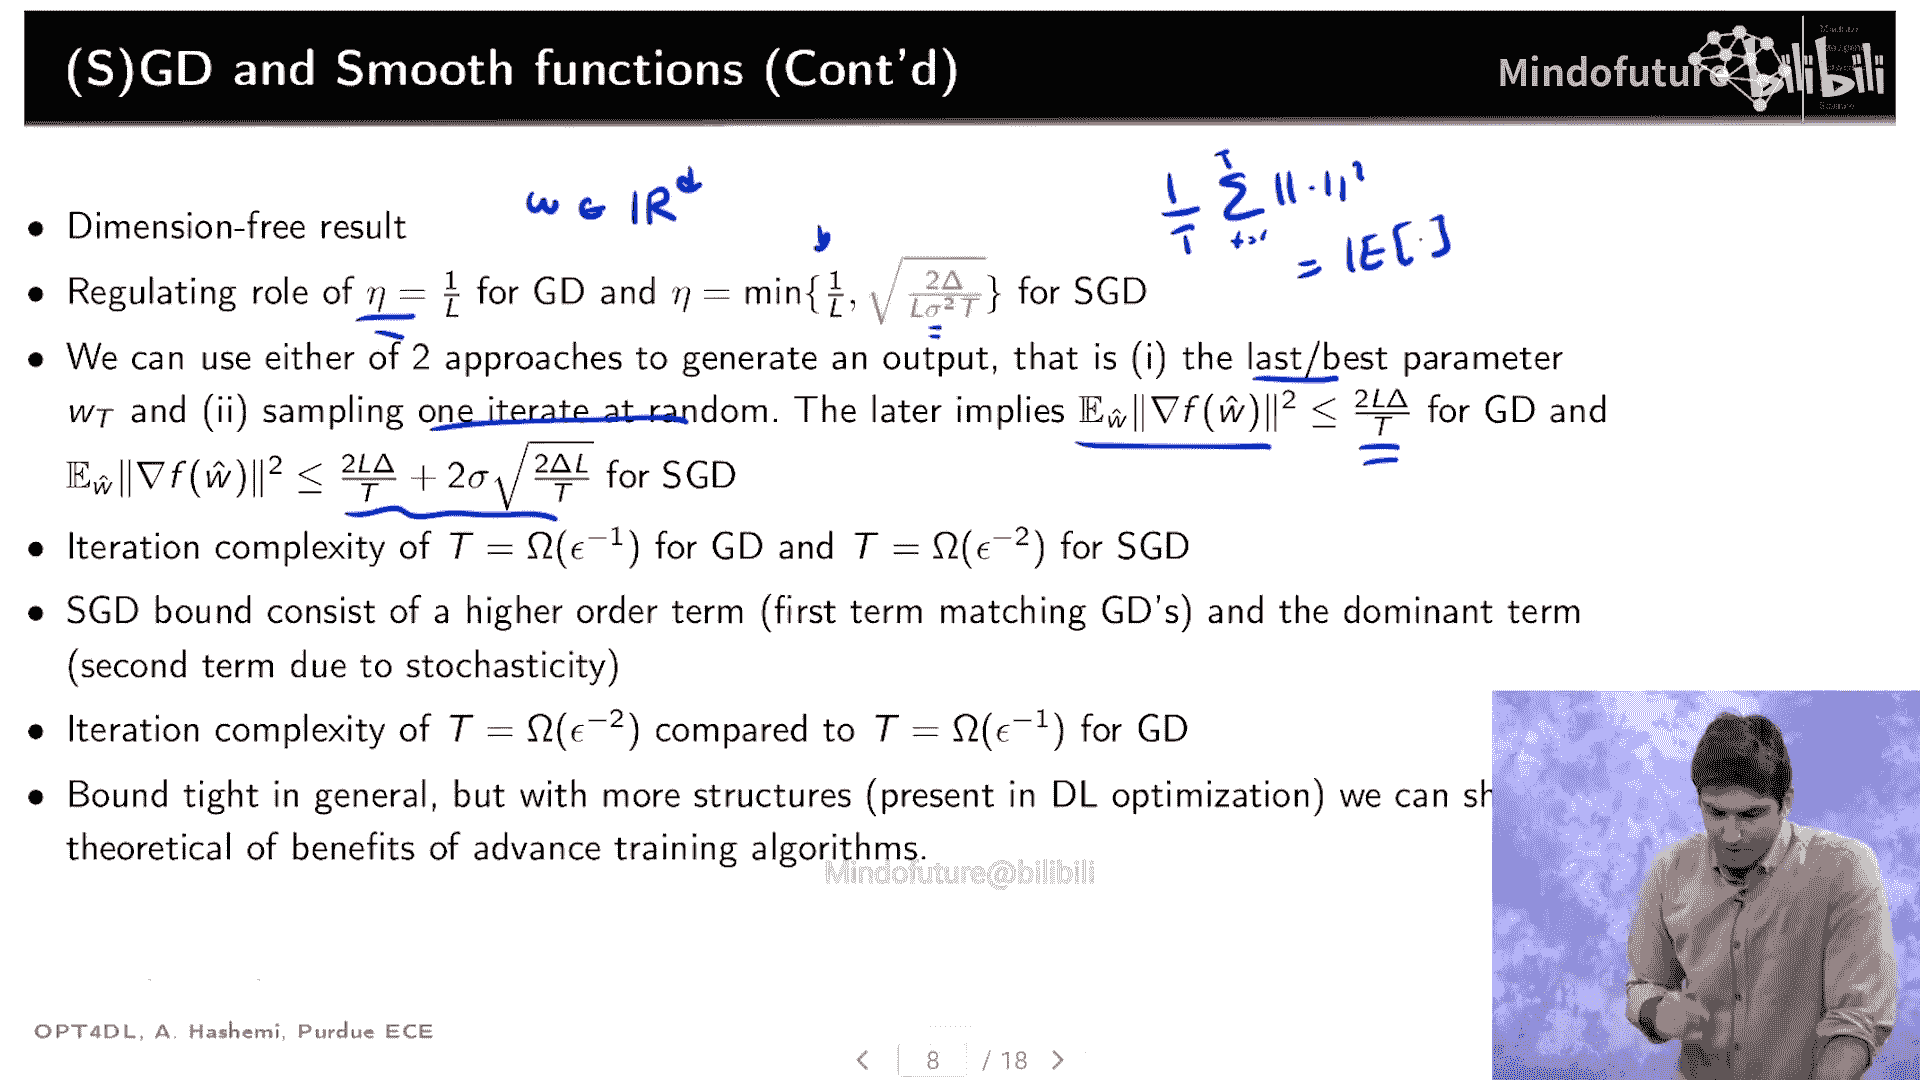 (S)GD and Smooth functions (Cont'd)
Mindofuture
bilibili
w ∈ ℝ^d
1/T Σ_{t=1}^T ||·||²
= 𝔼[·]
• Dimension-free result
• Regulating role of η = 1/L for GD and η = min{1/L, √(2Δ/(Lσ²T))} for SGD
• We can use either of 2 approaches to generate an output, that is (i) the last/best parameter
w_T and (ii) sampling one iterate at random. The later implies 𝔼_ŵ‖∇f(ŵ)‖² ≤ 2LΔ/T for GD and
𝔼_ŵ‖∇f(ŵ)‖² ≤ 2LΔ/T + 2σ√(2ΔL/T) for SGD
• Iteration complexity of T = Ω(ϵ⁻¹) for GD and T = Ω(ϵ⁻²) for SGD
• SGD bound consist of a higher order term (first term matching GD's) and the dominant term
(second term due to stochasticity)
• Iteration complexity of T = Ω(ϵ⁻²) compared to T = Ω(ϵ⁻¹) for GD
• Bound tight in general, but with more structures (present in DL optimization) we can sh
theoretical of benefits of advance training algorithms.
Mindofuture@bilibili
OPT4DL, A. Hashemi, Purdue ECE
< 8 / 18 >